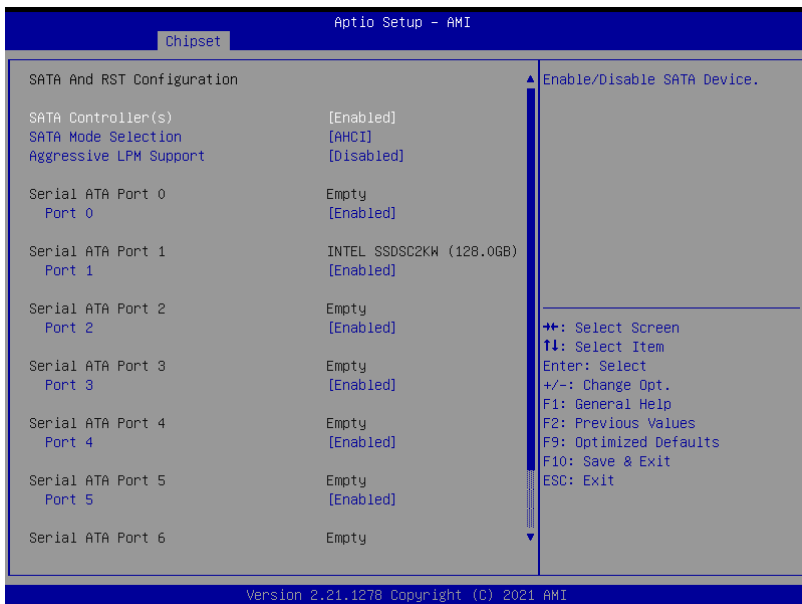 Aptio Setup – AMI
Chipset
SATA And RST Configuration
SATA Controller(s) [Enabled]
SATA Mode Selection [AHCI]
Aggressive LPM Support [Disabled]
Serial ATA Port 0 Empty
Port 0 [Enabled]
Serial ATA Port 1 INTEL SSDSC2KW (128.0GB)
Port 1 [Enabled]
Serial ATA Port 2 Empty
Port 2 [Enabled]
Serial ATA Port 3 Empty
Port 3 [Enabled]
Serial ATA Port 4 Empty
Port 4 [Enabled]
Serial ATA Port 5 Empty
Port 5 [Enabled]
Serial ATA Port 6 Empty
Enable/Disable SATA Device.
→←: Select Screen
↑↓: Select Item
Enter: Select
+/-: Change Opt.
F1: General Help
F2: Previous Values
F9: Optimized Defaults
F10: Save & Exit
ESC: Exit
Version 2.21.1278 Copyright (C) 2021 AMI